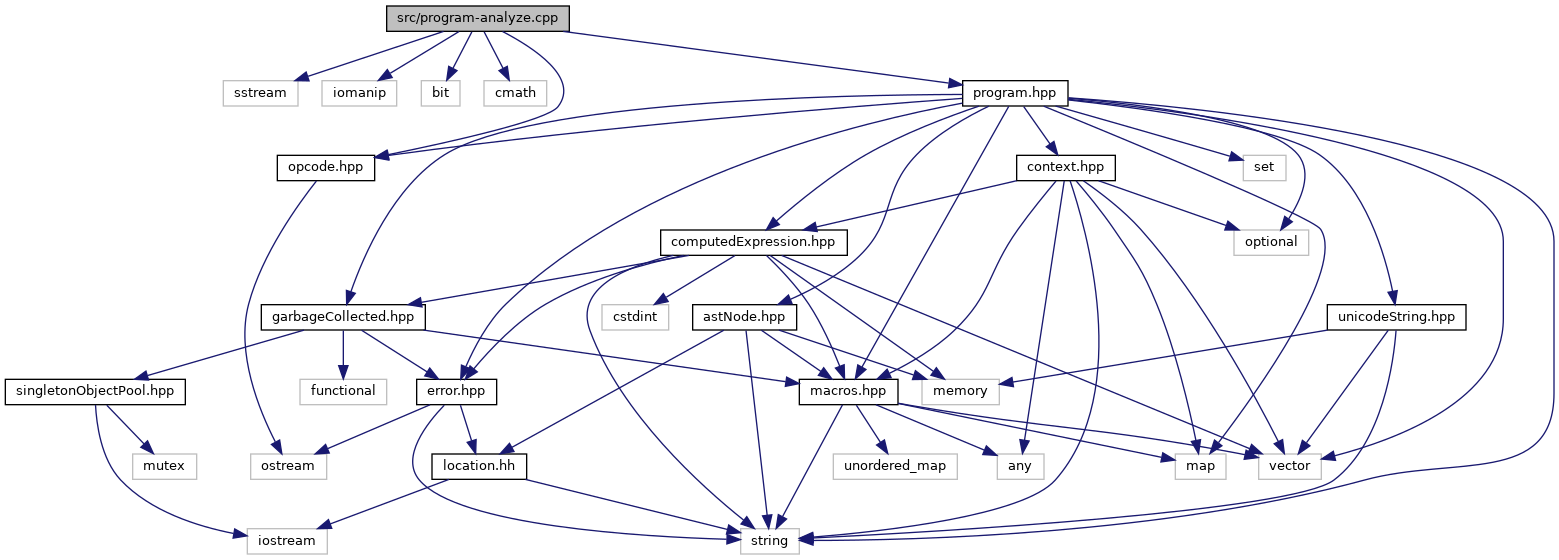 src/program-analyze.cpp
sstream
iomanip
bit
cmath
program.hpp
opcode.hpp
context.hpp
set
computedExpression.hpp
optional
garbageCollected.hpp
cstdint
astNode.hpp
unicodeString.hpp
singletonObjectPool.hpp
functional
error.hpp
macros.hpp
memory
mutex
ostream
location.hh
unordered_map
any
map
vector
iostream
string